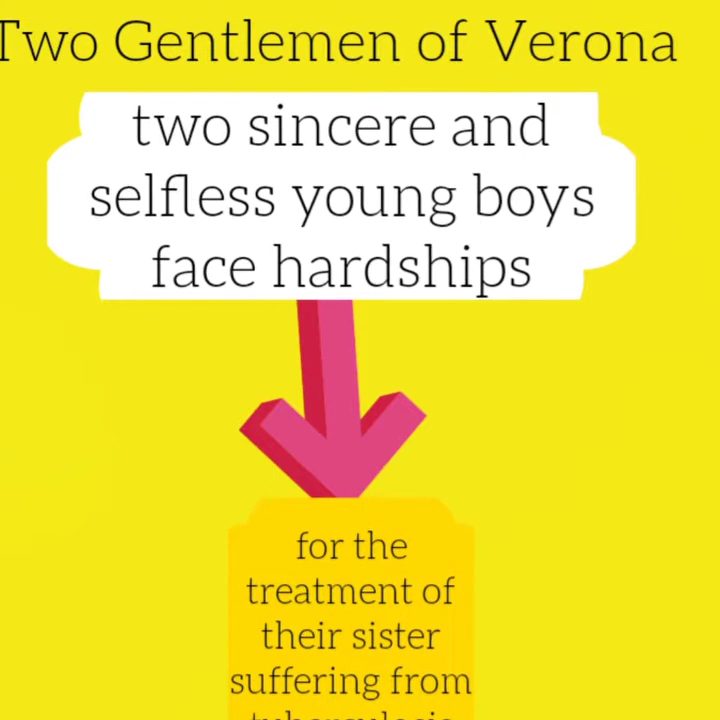 Two Gentlemen of Verona
two sincere and
selfless young boys
face hardships
for the
treatment of
their sister
suffering from
tuberculosis